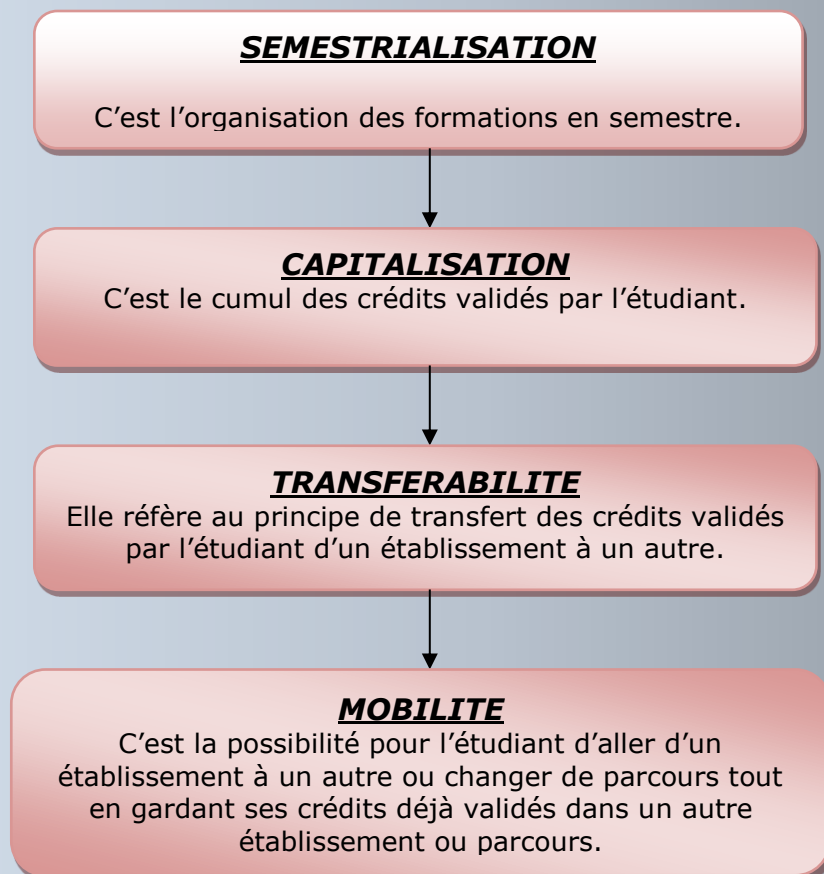 SEMESTRIALISATION
C’est l’organisation des formations en semestre.
CAPITALISATION
C’est le cumul des crédits validés par l’étudiant.
TRANSFERABILITE
Elle réfère au principe de transfert des crédits validés
par l’étudiant d’un établissement à un autre.
MOBILITE
C’est la possibilité pour l’étudiant d’aller d’un
établissement à un autre ou changer de parcours tout
en gardant ses crédits déjà validés dans un autre
établissement ou parcours.